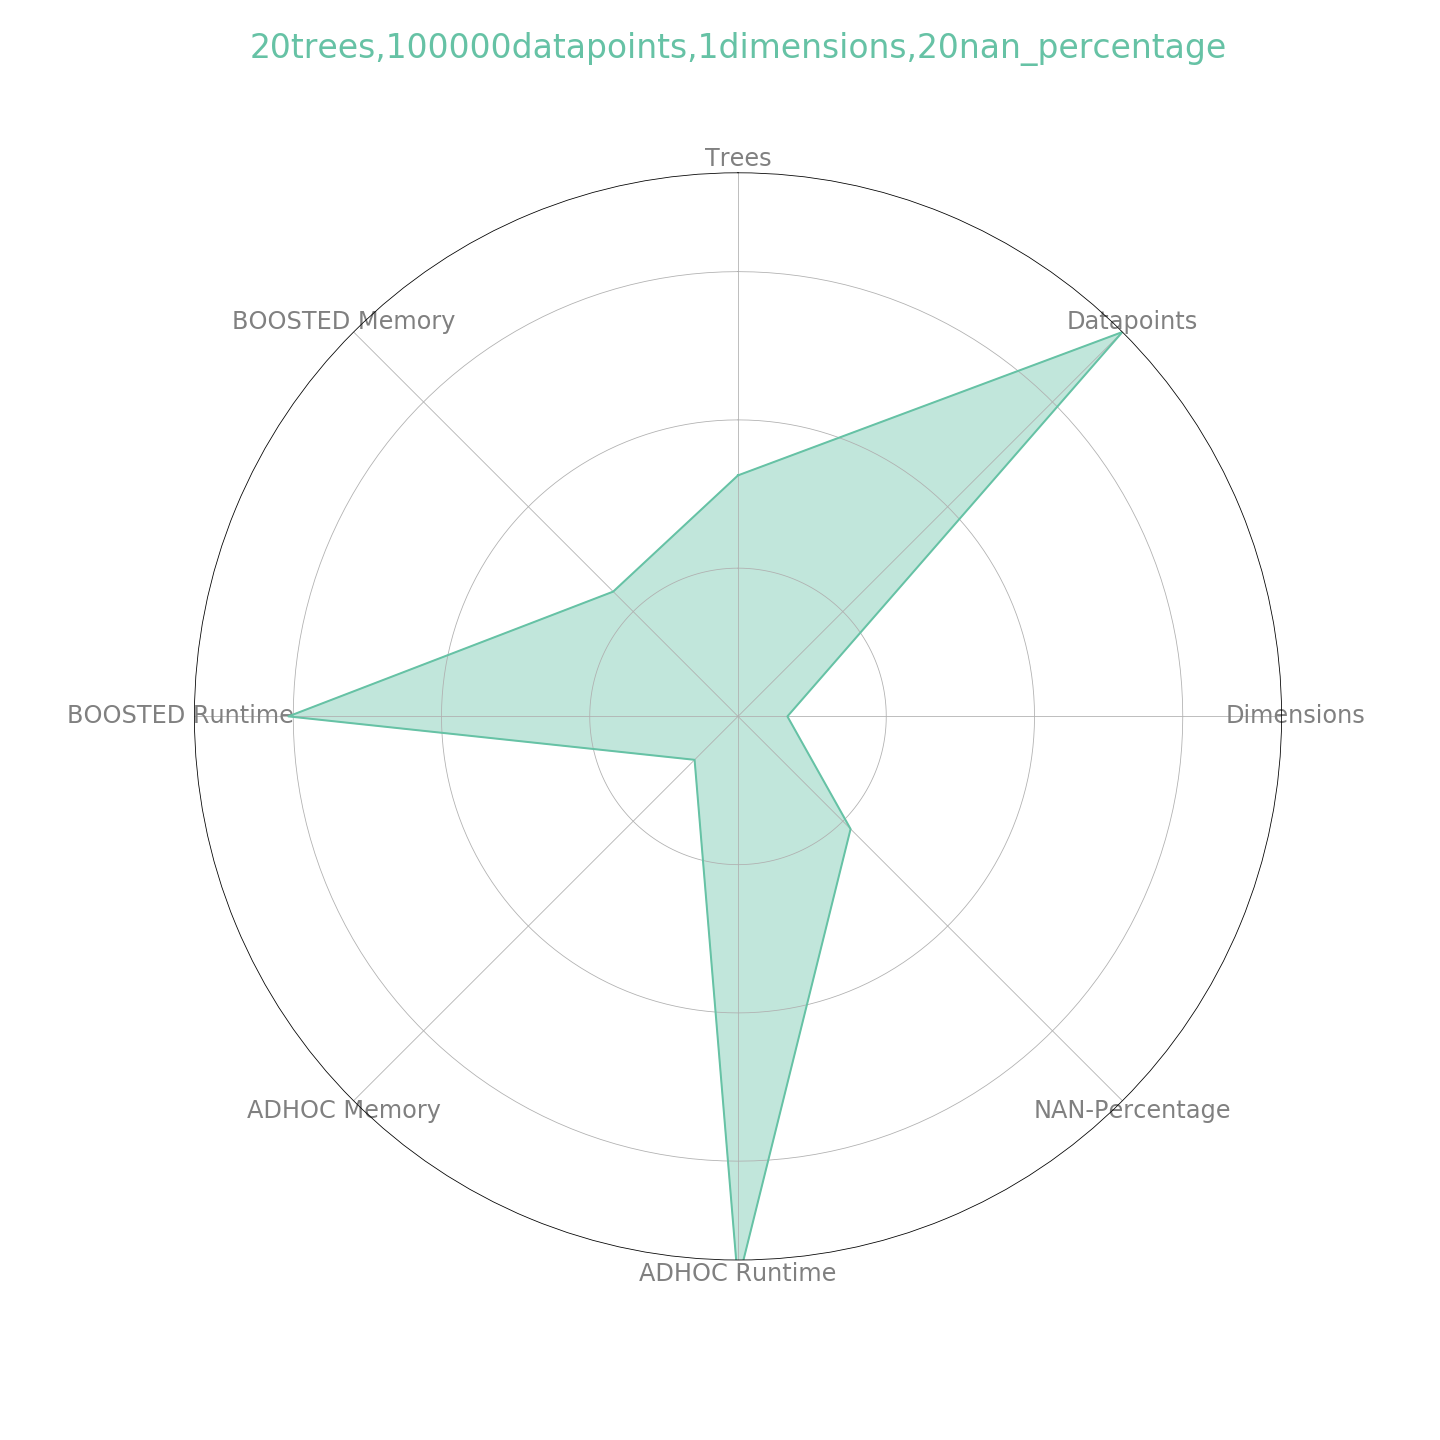 20trees,100000datapoints,1dimensions,20nan_percentage
Trees
BOOSTED Memory
Datapoints
BOOSTED Runtime
Dimensions
ADHOC Memory
NAN-Percentage
ADHOC Runtime